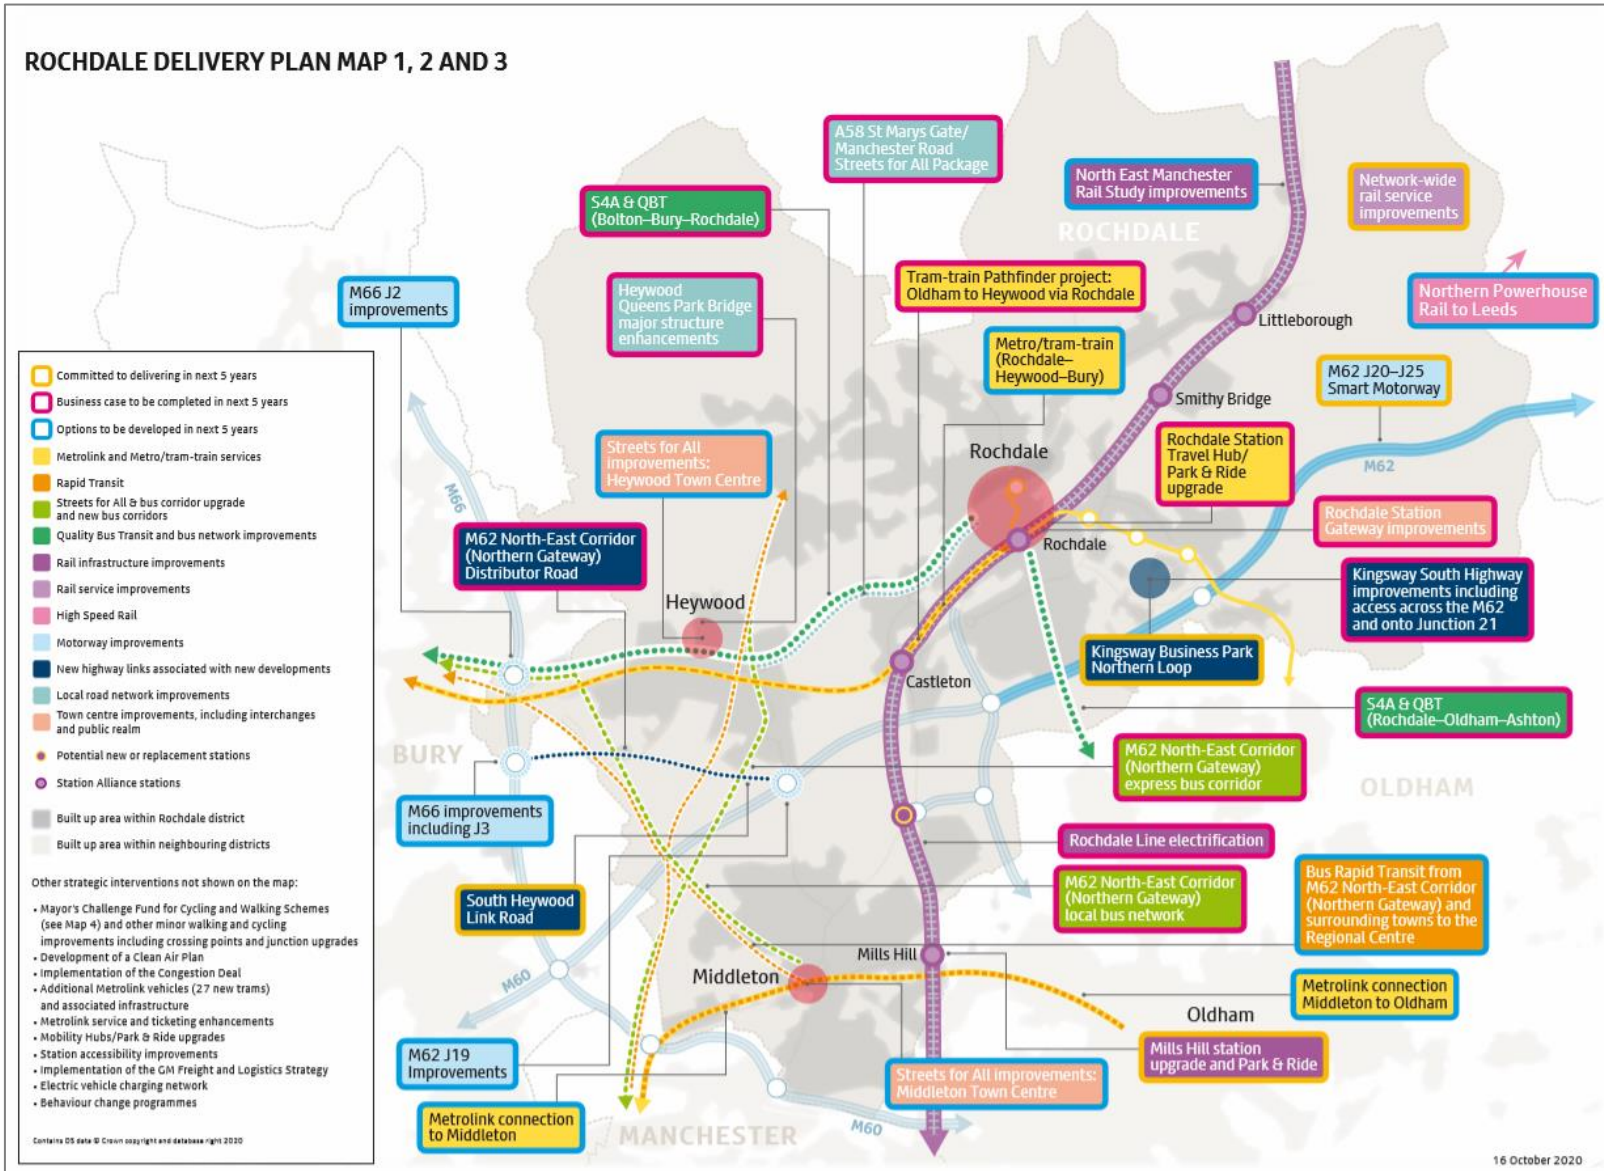 ROCHDALE DELIVERY PLAN MAP 1, 2 AND 3
A58 St Marys Gate/
Manchester Road
Streets for All Package
North East Manchester
Rail Study improvements
Network-wide
rail service
improvements
S4A & QBT
(Bolton–Bury–Rochdale)
ROCHDALE
Tram-train Pathfinder project:
Oldham to Heywood via Rochdale
Northern Powerhouse
Rail to Leeds
M66 J2
improvements
Heywood
Queens Park Bridge
major structure
enhancements
Littleborough
Metro/tram-train
(Rochdale–
Heywood–Bury)
M62 J20–J25
Smart Motorway
Smithy Bridge
Committed to delivering in next 5 years
Business case to be completed in next 5 years
Options to be developed in next 5 years
Metrolink and Metro/tram-train services
Rapid Transit
Streets for All & bus corridor upgrade
and new bus corridors
Quality Bus Transit and bus network improvements
Rail infrastructure improvements
Rail service improvements
High Speed Rail
Motorway improvements
New highway links associated with new developments
Local road network improvements
Town centre improvements, including interchanges
and public realm
Potential new or replacement stations
Station Alliance stations
Built up area within Rochdale district
Built up area within neighbouring districts
Other strategic interventions not shown on the map:
• Mayor's Challenge Fund for Cycling and Walking Schemes
(see Map 4) and other minor walking and cycling
improvements including crossing points and junction upgrades
• Development of a Clean Air Plan
• Implementation of the Congestion Deal
• Additional Metrolink vehicles (27 new trams)
and associated infrastructure
• Metrolink service and ticketing enhancements
• Mobility Hubs/Park & Ride upgrades
• Station accessibility improvements
• Implementation of the GM Freight and Logistics Strategy
• Electric vehicle charging network
• Behaviour change programmes
Contains OS data © Crown copyright and database right 2020
Streets for All
improvements:
Heywood Town Centre
Rochdale
Rochdale Station
Travel Hub/
Park & Ride
upgrade
M62
M66
Rochdale Station
Gateway improvements
M62 North-East Corridor
(Northern Gateway)
Distributor Road
Rochdale
Kingsway South Highway
improvements including
access across the M62
and onto Junction 21
Heywood
Kingsway Business Park
Northern Loop
Castleton
S4A & QBT
(Rochdale–Oldham–Ashton)
BURY
M62 North-East Corridor
(Northern Gateway)
express bus corridor
OLDHAM
M66 improvements
including J3
Rochdale Line electrification
South Heywood
Link Road
M62 North-East Corridor
(Northern Gateway)
local bus network
Bus Rapid Transit from
M62 North-East Corridor
(Northern Gateway) and
surrounding towns to the
Regional Centre
Mills Hill
Middleton
M60
Metrolink connection
Middleton to Oldham
Oldham
M62 J19
Improvements
Mills Hill station
upgrade and Park & Ride
Streets for All improvements:
Middleton Town Centre
Metrolink connection
to Middleton
MANCHESTER
M60
16 October 2020